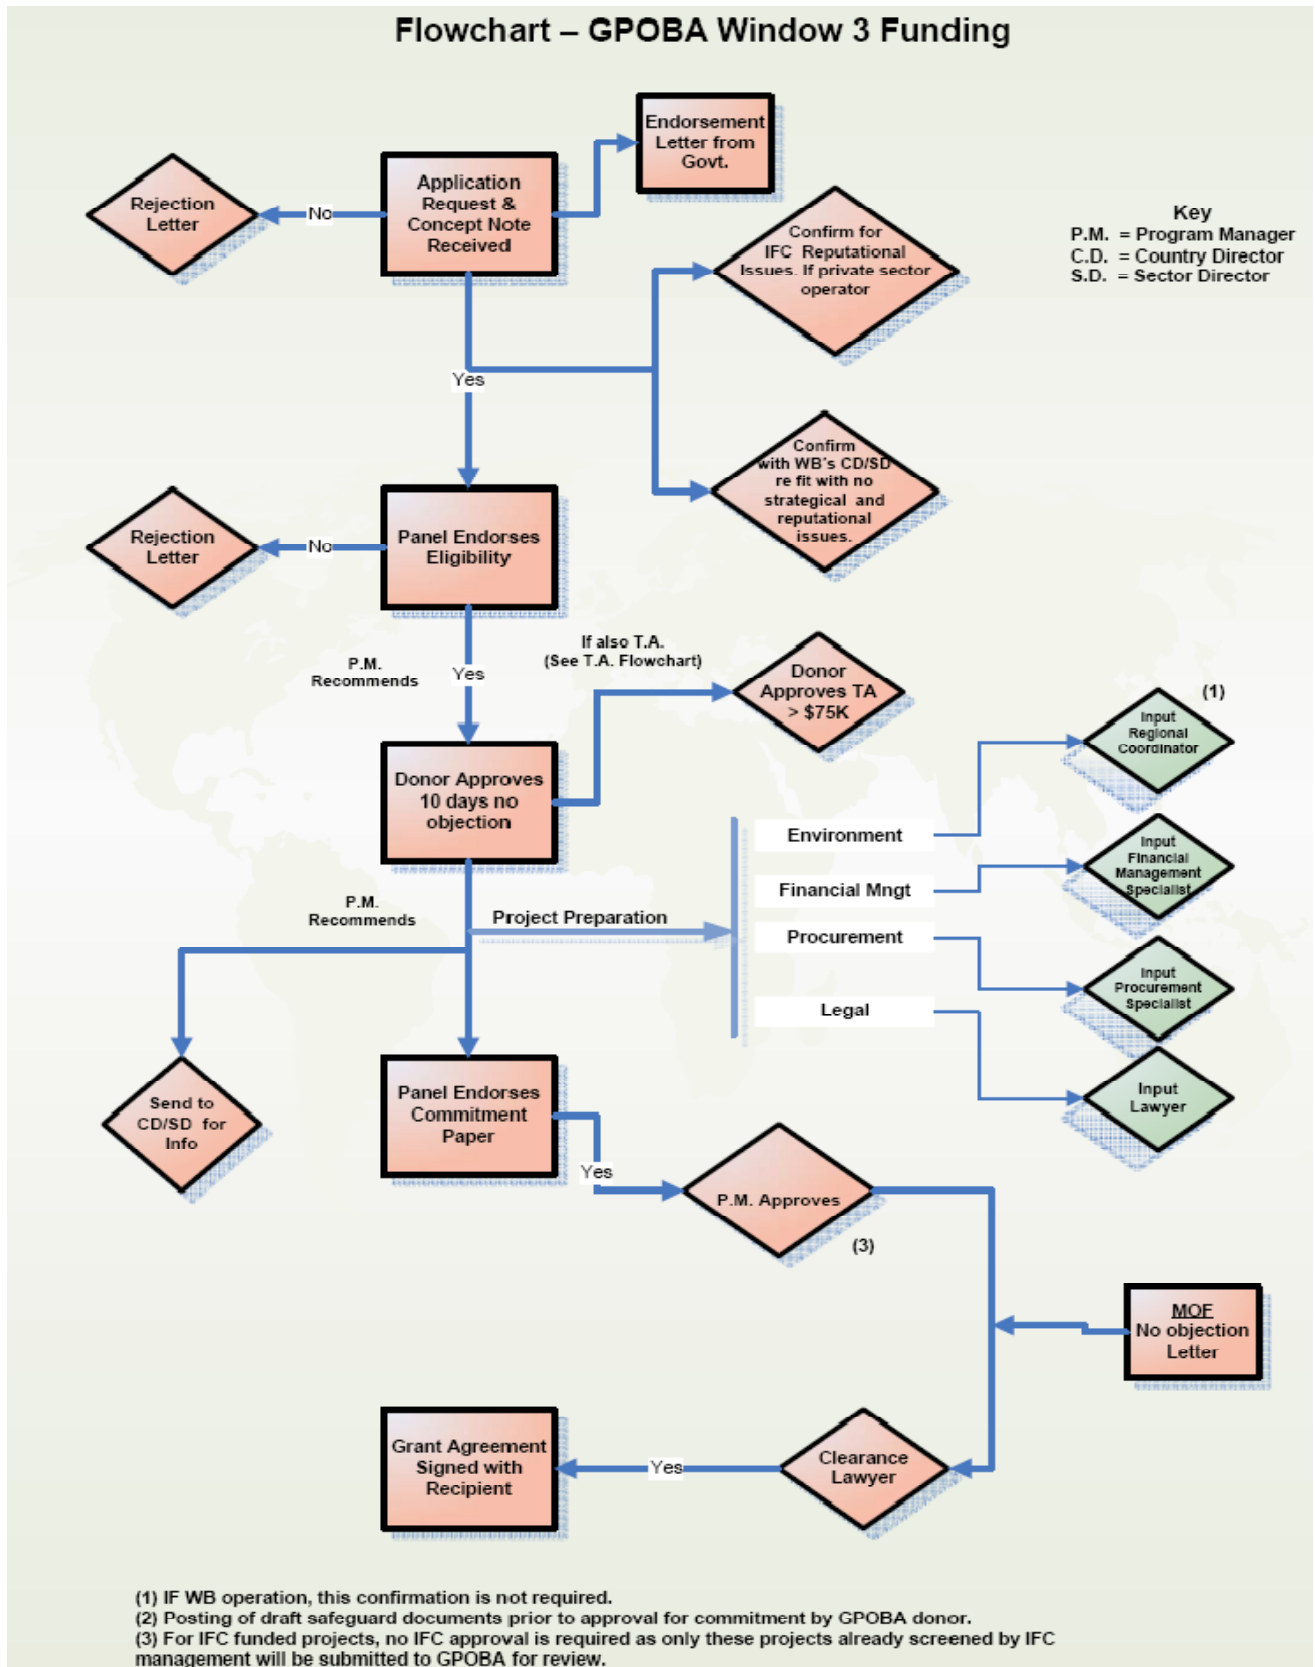 Flowchart – GPOBA Window 3 Funding
Endorsement
Letter from
Govt.
Application
Request &
Concept Note
Received
Rejection
Letter
No
Confirm for
IFC Reputational
Issues. If private sector
operator
Key
P.M. = Program Manager
C.D. = Country Director
S.D. = Sector Director
Yes
Confirm
with WB's CD/SD
re fit with no
strategical and
reputational
issues.
Panel Endorses
Eligibility
Rejection
Letter
No
P.M.
Recommends
Yes
If also T.A.
(See T.A. Flowchart)
Donor
Approves TA
> $75K
Donor Approves
10 days no
objection
(1)
Input
Regional
Coordinator
Environment
Input
Financial
Management
Specialist
Financial Mngt
P.M.
Recommends
Project Preparation
Procurement
Input
Procurement
Specialist
Legal
Input
Lawyer
Send to
CD/SD for
Info
Panel Endorses
Commitment
Paper
Yes
P.M. Approves
(3)
MOF
No objection
Letter
Grant Agreement
Signed with
Recipient
Yes
Clearance
Lawyer
(1) IF WB operation, this confirmation is not required.
(2) Posting of draft safeguard documents prior to approval for commitment by GPOBA donor.
(3) For IFC funded projects, no IFC approval is required as only these projects already screened by IFC
management will be submitted to GPOBA for review.